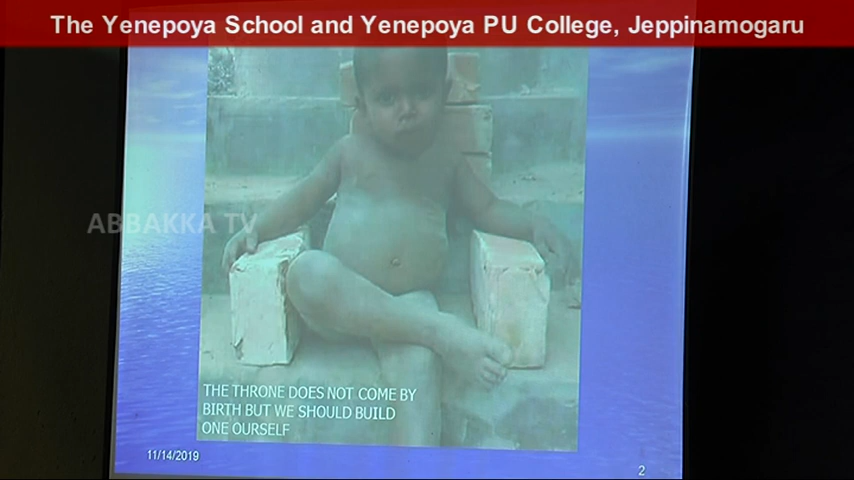 The Yenepoya School and Yenepoya PU College, Jeppinamogaru
ABBAKKA TV
THE THRONE DOES NOT COME BY
BIRTH BUT WE SHOULD BUILD
ONE OURSELF
11/14/2019
2